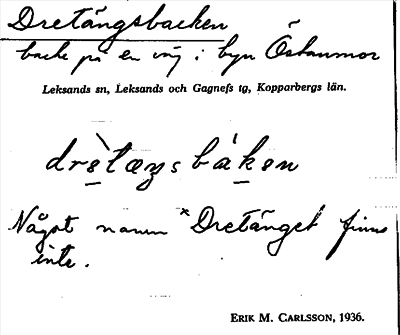 Dretängsbacken
backe på en väg i byn Östanmor
Leksands sn, Leksands och Gagnefs tg, Kopparbergs län.
drètæŋsbáken
Något namn *Dretänget finns
inte.
ERIK M. CARLSSON, 1936.